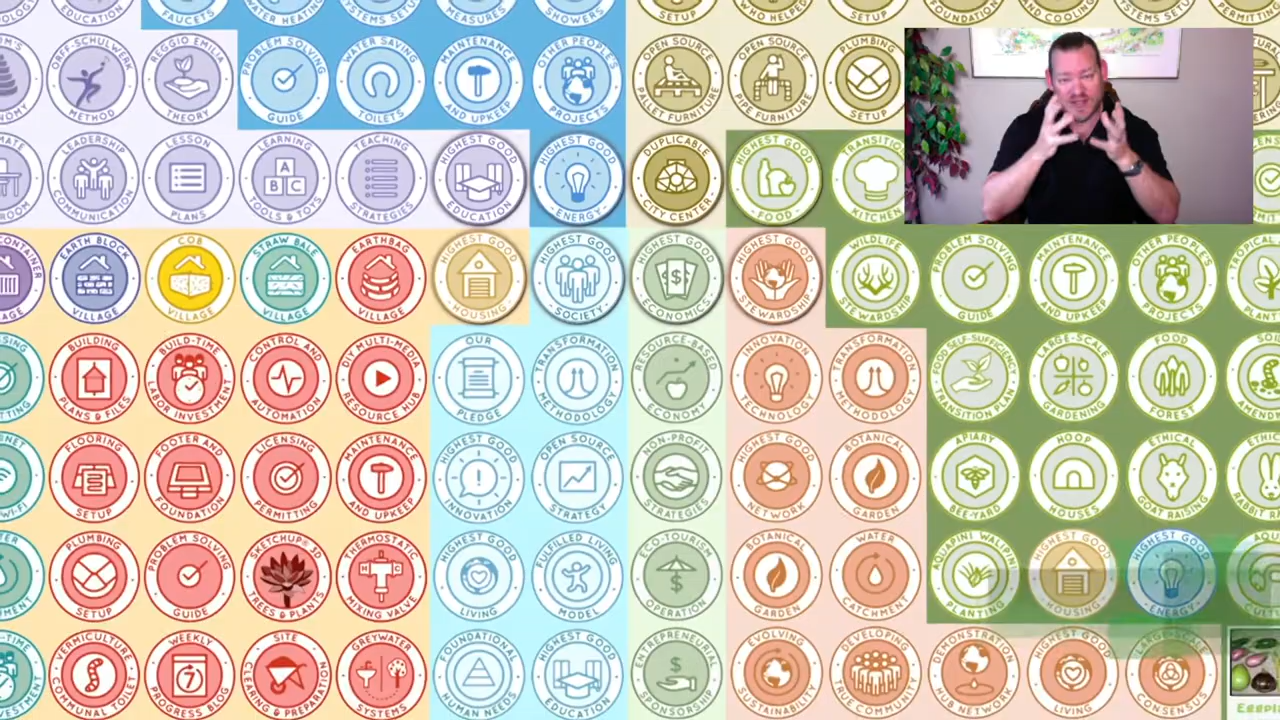 FAUCETS
WATER HEATING
SYSTEMS SETUP
MEASURES
SHOWERS
SETUP
WHO HELPED
SETUP
FOUNDATION
AND COOLING
SYSTEMS SETUP
PERMITTING
ORFF-SCHULWERK METHOD
REGGIO EMILIA THEORY
PROBLEM SOLVING GUIDE
WATER SAVING TOILETS
MAINTENANCE AND UPKEEP
OTHER PEOPLE'S PROJECTS
OPEN SOURCE PALLET FURNITURE
OPEN SOURCE PIPE FURNITURE
PLUMBING SETUP
LEADERSHIP COMMUNICATION
LESSON PLANS
LEARNING TOOLS & TOYS
A B C
TEACHING STRATEGIES
HIGHEST GOOD EDUCATION
HIGHEST GOOD ENERGY
DUPLICABLE CITY CENTER
HIGHEST GOOD FOOD
TRANSITION KITCHEN
EARTH BLOCK VILLAGE
COB VILLAGE
STRAW BALE VILLAGE
EARTHBAG VILLAGE
HIGHEST GOOD HOUSING
HIGHEST GOOD SOCIETY
HIGHEST GOOD ECONOMICS
HIGHEST GOOD STEWARDSHIP
WILDLIFE STEWARDSHIP
PROBLEM SOLVING GUIDE
MAINTENANCE AND UPKEEP
OTHER PEOPLE'S PROJECTS
BUILDING PLANS & FILES
BUILD-TIME LABOR INVESTMENT
CONTROL AND AUTOMATION
DIY MULTI-MEDIA RESOURCE HUB
OUR PLEDGE
TRANSFORMATION METHODOLOGY
RESOURCE-BASED ECONOMY
INNOVATION TECHNOLOGY
TRANSFORMATION METHODOLOGY
FOOD SELF-SUFFICIENCY TRANSITION PLAN
LARGE-SCALE GARDENING
FOOD FOREST
FLOORING SETUP
FOOTER AND FOUNDATION
LICENSING PERMITTING
MAINTENANCE AND UPKEEP
HIGHEST GOOD INNOVATION
OPEN SOURCE STRATEGY
NON-PROFIT STRATEGIES
HIGHEST GOOD NETWORK
BOTANICAL GARDEN
APIARY BEE-YARD
HOOP HOUSES
ETHICAL GOAT RAISING
PLUMBING SETUP
PROBLEM SOLVING GUIDE
SKETCHUP® 3D TREES & PLANTS
THERMOSTATIC MIXING VALVE
H C
HIGHEST GOOD LIVING
FULFILLED LIVING MODEL
ECO-TOURISM OPERATION
BOTANICAL GARDEN
WATER CATCHMENT
AQUAPINI WALIPINI PLANTING
HIGHEST GOOD HOUSING
HIGHEST GOOD ENERGY
VERMICULTURE COMMUNAL TOILET
WEEKLY PROGRESS BLOG
7
SITE CLEARING & PREPARATION
GREYWATER SYSTEMS
FOUNDATIONAL HUMAN NEEDS
HIGHEST GOOD EDUCATION
ENTREPRENEURIAL SPONSORSHIP
EVOLVING SUSTAINABILITY
DEVELOPING TRUE COMMUNITY
DEMONSTRATION HUB NETWORK
HIGHEST GOOD LIVING
LARGE-SCALE CONSENSUS